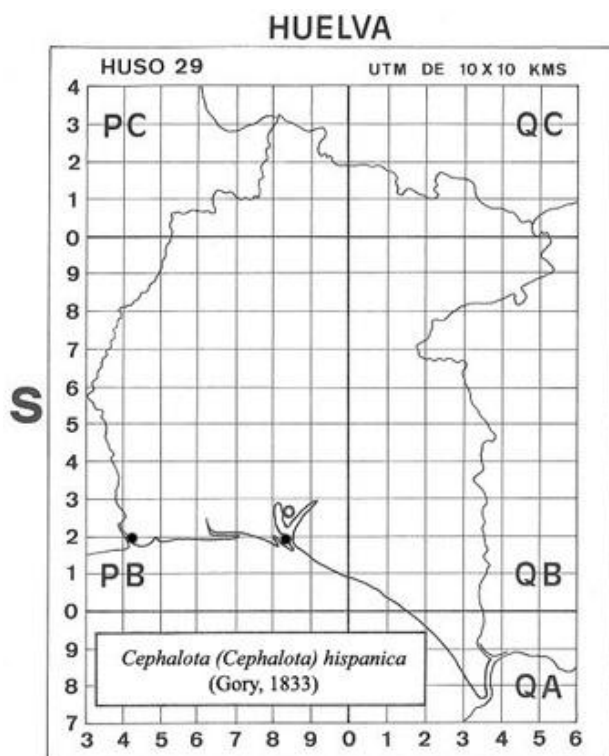 HUELVA
HUSO 29 UTM DE 10 X 10 KMS
4
3 PC QC
2
1
0
9
8
7
6
S
5
4
3
2
1 PB QB
0
9
8 QA
7
Cephalota (Cephalota) hispanica
(Gory, 1833)
3 4 5 6 7 8 9 0 1 2 3 4 5 6